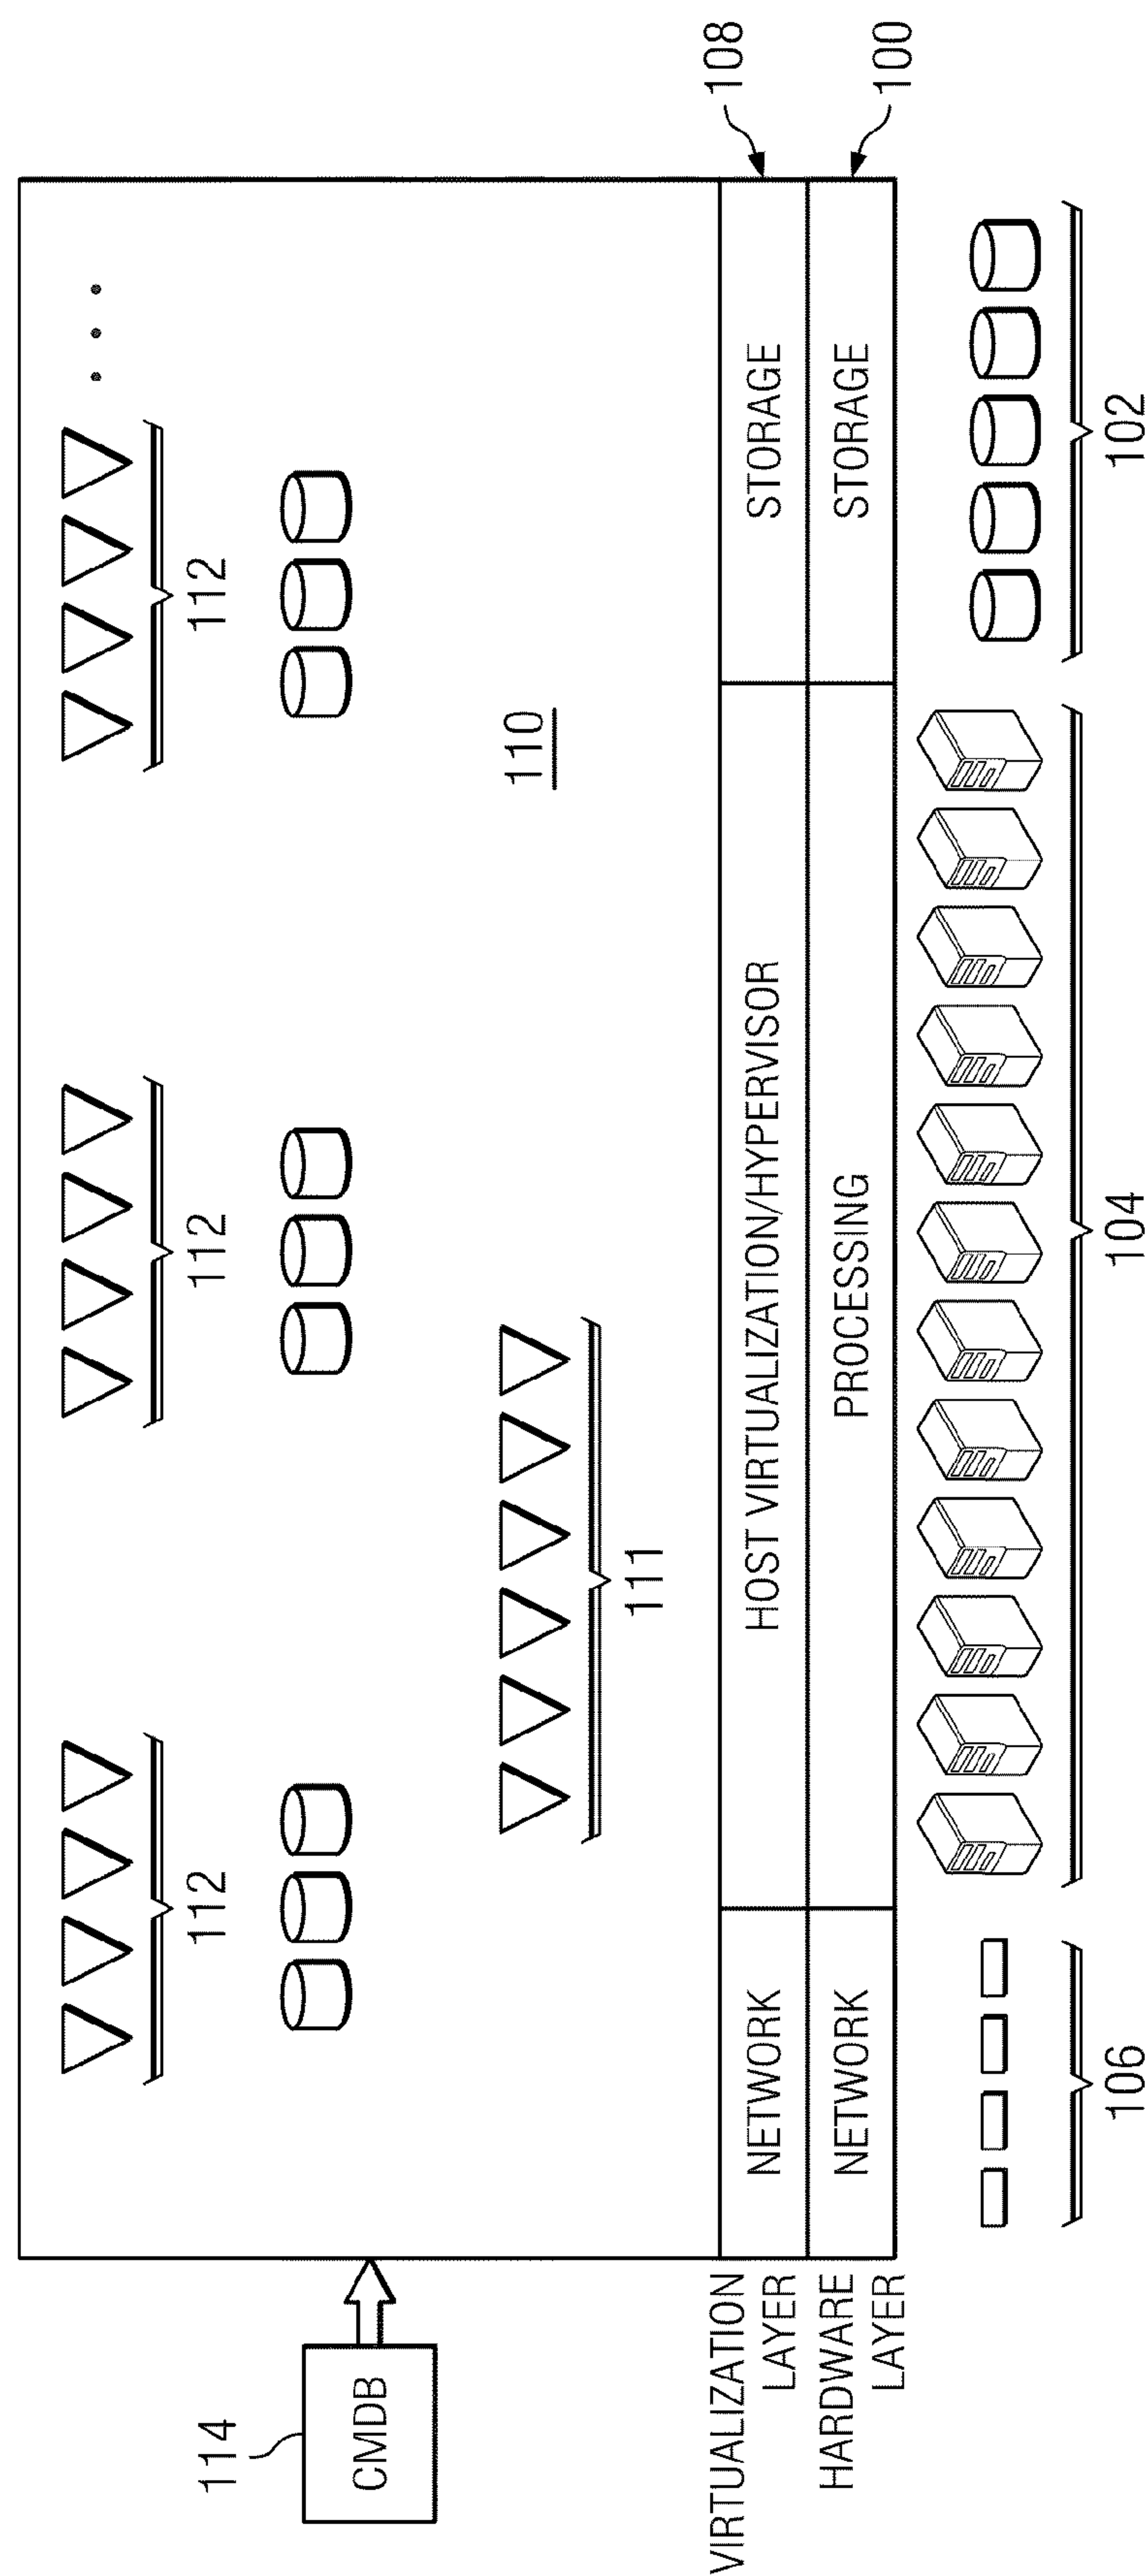 112
112
112
114
CMDB
110
111
VIRTUALIZATION
LAYER
NETWORK
HOST VIRTUALIZATION/HYPERVISOR
STORAGE
108
HARDWARE
LAYER
NETWORK
PROCESSING
STORAGE
100
106
104
102